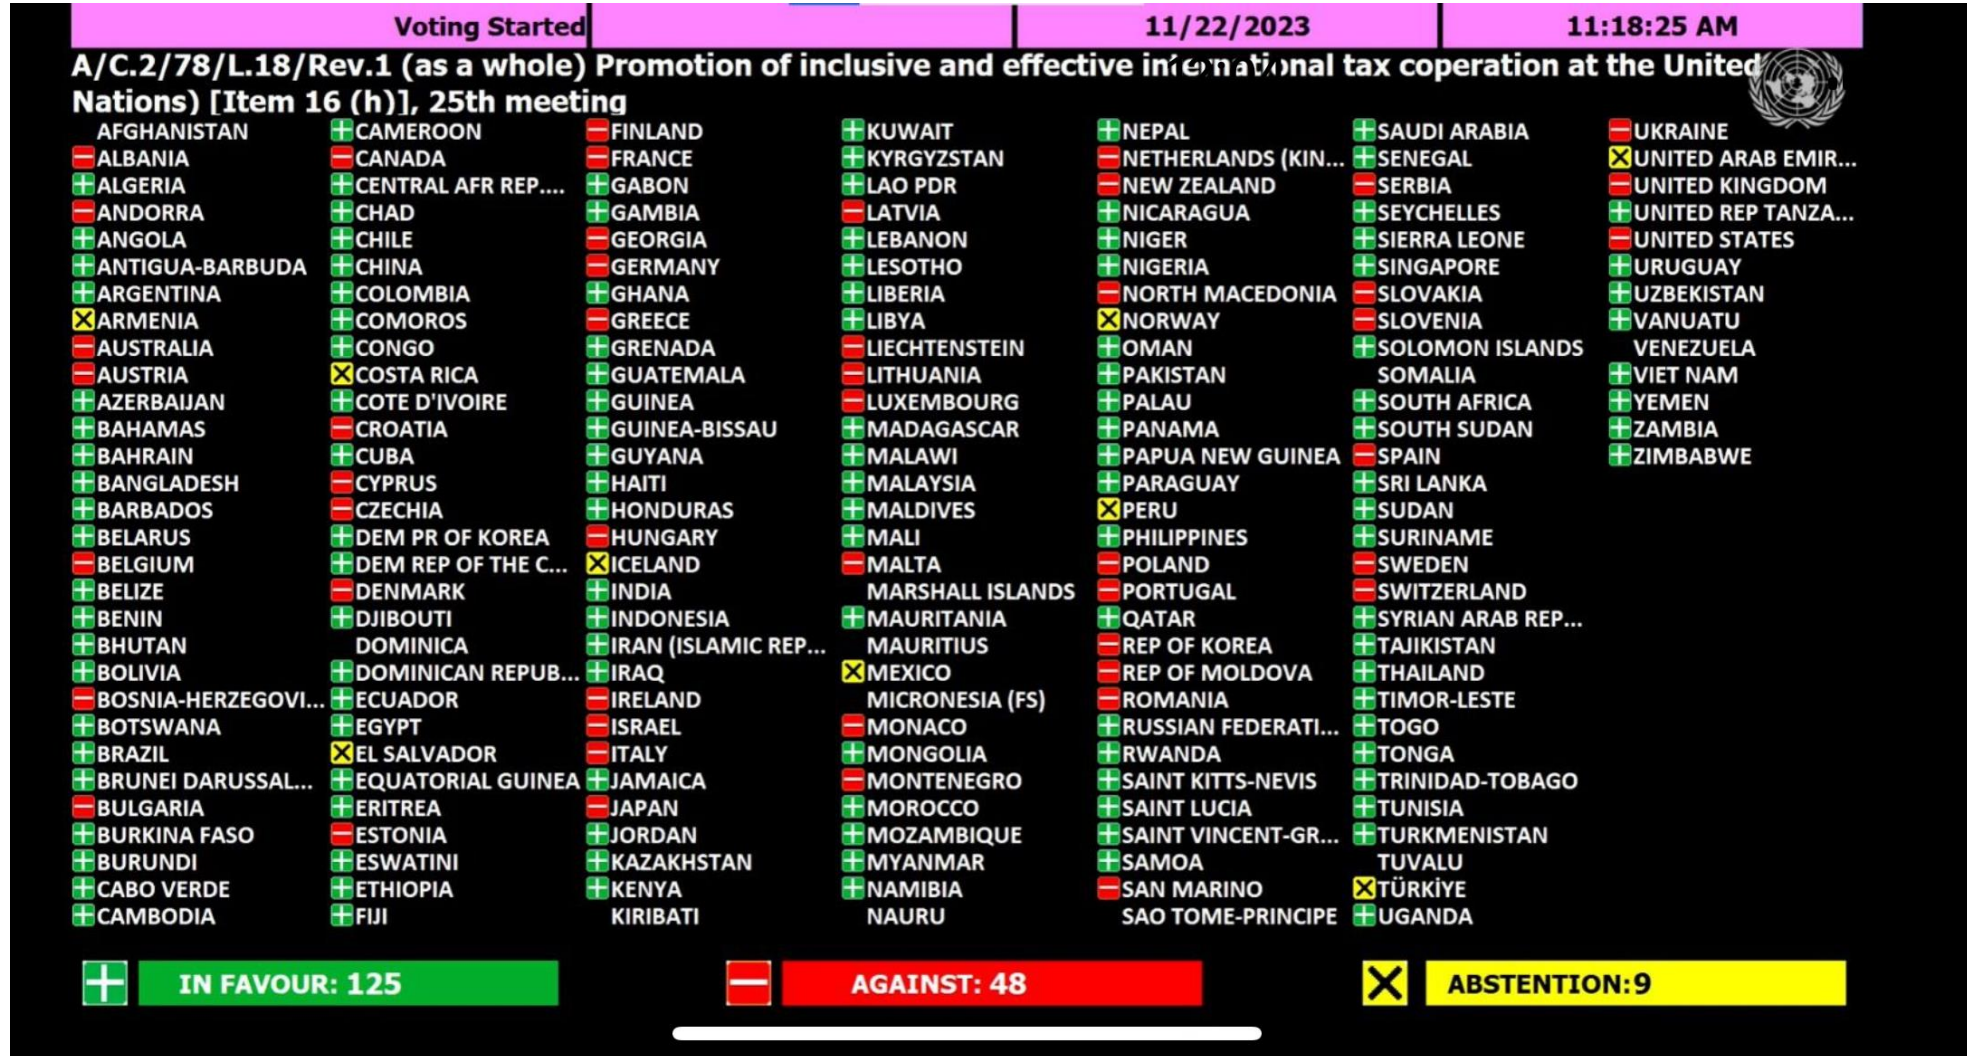 Voting Started
11/22/2023
11:18:25 AM
A/C.2/78/L.18/Rev.1 (as a whole) Promotion of inclusive and effective international tax coperation at the United
Nations) [Item 16 (h)], 25th meeting
AFGHANISTAN
ALBANIA
ALGERIA
ANDORRA
ANGOLA
ANTIGUA-BARBUDA
ARGENTINA
ARMENIA
AUSTRALIA
AUSTRIA
AZERBAIJAN
BAHAMAS
BAHRAIN
BANGLADESH
BARBADOS
BELARUS
BELGIUM
BELIZE
BENIN
BHUTAN
BOLIVIA
BOSNIA-HERZEGOVI...
BOTSWANA
BRAZIL
BRUNEI DARUSSAL...
BULGARIA
BURKINA FASO
BURUNDI
CABO VERDE
CAMBODIA
CAMEROON
CANADA
CENTRAL AFR REP....
CHAD
CHILE
CHINA
COLOMBIA
COMOROS
CONGO
COSTA RICA
COTE D'IVOIRE
CROATIA
CUBA
CYPRUS
CZECHIA
DEM PR OF KOREA
DEM REP OF THE C...
DENMARK
DJIBOUTI
DOMINICA
DOMINICAN REPUB...
ECUADOR
EGYPT
EL SALVADOR
EQUATORIAL GUINEA
ERITREA
ESTONIA
ESWATINI
ETHIOPIA
FIJI
FINLAND
FRANCE
GABON
GAMBIA
GEORGIA
GERMANY
GHANA
GREECE
GRENADA
GUATEMALA
GUINEA
GUINEA-BISSAU
GUYANA
HAITI
HONDURAS
HUNGARY
ICELAND
INDIA
INDONESIA
IRAN (ISLAMIC REP...
IRAQ
IRELAND
ISRAEL
ITALY
JAMAICA
JAPAN
JORDAN
KAZAKHSTAN
KENYA
KIRIBATI
KUWAIT
KYRGYZSTAN
LAO PDR
LATVIA
LEBANON
LESOTHO
LIBERIA
LIBYA
LIECHTENSTEIN
LITHUANIA
LUXEMBOURG
MADAGASCAR
MALAWI
MALAYSIA
MALDIVES
MALI
MALTA
MARSHALL ISLANDS
MAURITANIA
MAURITIUS
MEXICO
MICRONESIA (FS)
MONACO
MONGOLIA
MONTENEGRO
MOROCCO
MOZAMBIQUE
MYANMAR
NAMIBIA
NAURU
NEPAL
NETHERLANDS (KIN...
NEW ZEALAND
NICARAGUA
NIGER
NIGERIA
NORTH MACEDONIA
NORWAY
OMAN
PAKISTAN
PALAU
PANAMA
PAPUA NEW GUINEA
PARAGUAY
PERU
PHILIPPINES
POLAND
PORTUGAL
QATAR
REP OF KOREA
REP OF MOLDOVA
ROMANIA
RUSSIAN FEDERATI...
RWANDA
SAINT KITTS-NEVIS
SAINT LUCIA
SAINT VINCENT-GR...
SAMOA
SAN MARINO
SAO TOME-PRINCIPE
SAUDI ARABIA
SENEGAL
SERBIA
SEYCHELLES
SIERRA LEONE
SINGAPORE
SLOVAKIA
SLOVENIA
SOLOMON ISLANDS
SOMALIA
SOUTH AFRICA
SOUTH SUDAN
SPAIN
SRI LANKA
SUDAN
SURINAME
SWEDEN
SWITZERLAND
SYRIAN ARAB REP...
TAJIKISTAN
THAILAND
TIMOR-LESTE
TOGO
TONGA
TRINIDAD-TOBAGO
TUNISIA
TURKMENISTAN
TUVALU
TÜRKİYE
UGANDA
UKRAINE
UNITED ARAB EMIR...
UNITED KINGDOM
UNITED REP TANZA...
UNITED STATES
URUGUAY
UZBEKISTAN
VANUATU
VENEZUELA
VIET NAM
YEMEN
ZAMBIA
ZIMBABWE
IN FAVOUR: 125
AGAINST: 48
ABSTENTION:9